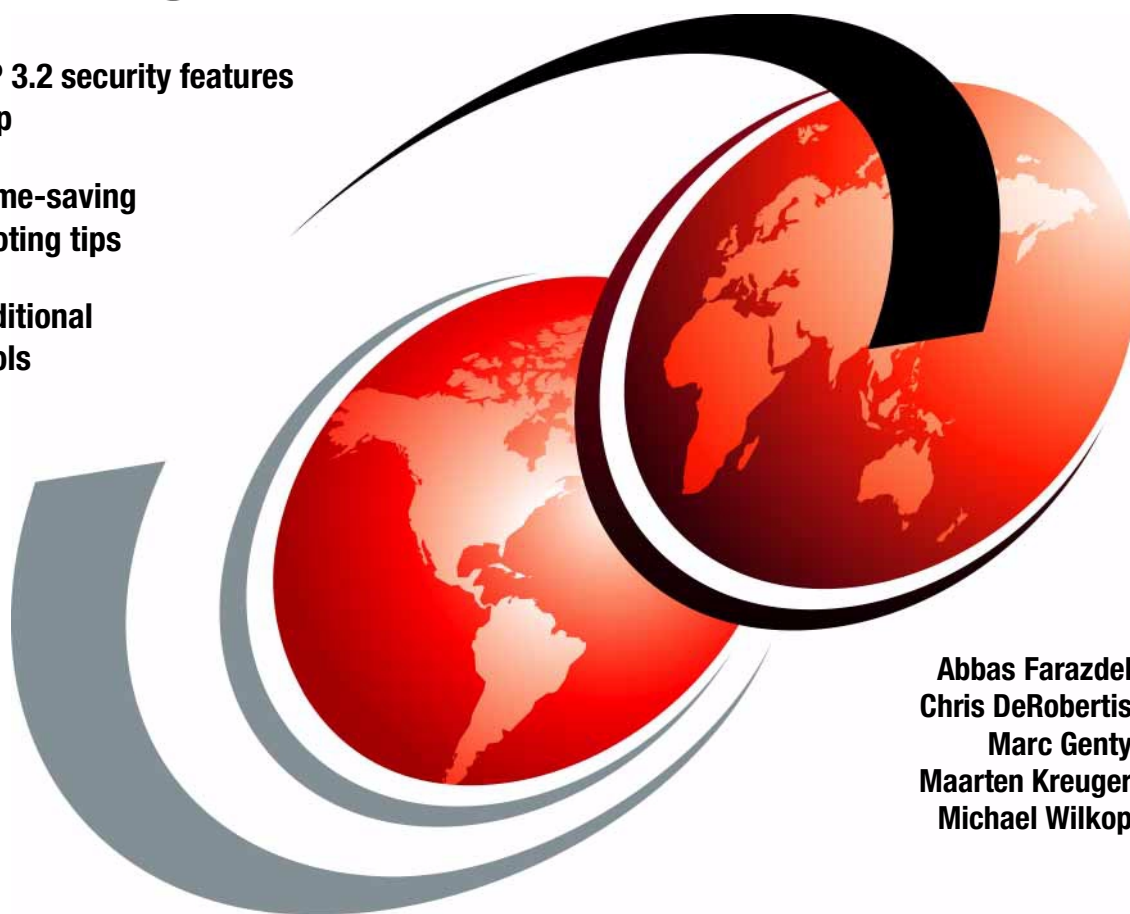 3.2 security features
p
me-saving
oting tips
ditional
ols
Abbas Farazdel
Chris DeRobertis
Marc Genty
Maarten Kreuger
Michael Wilkop